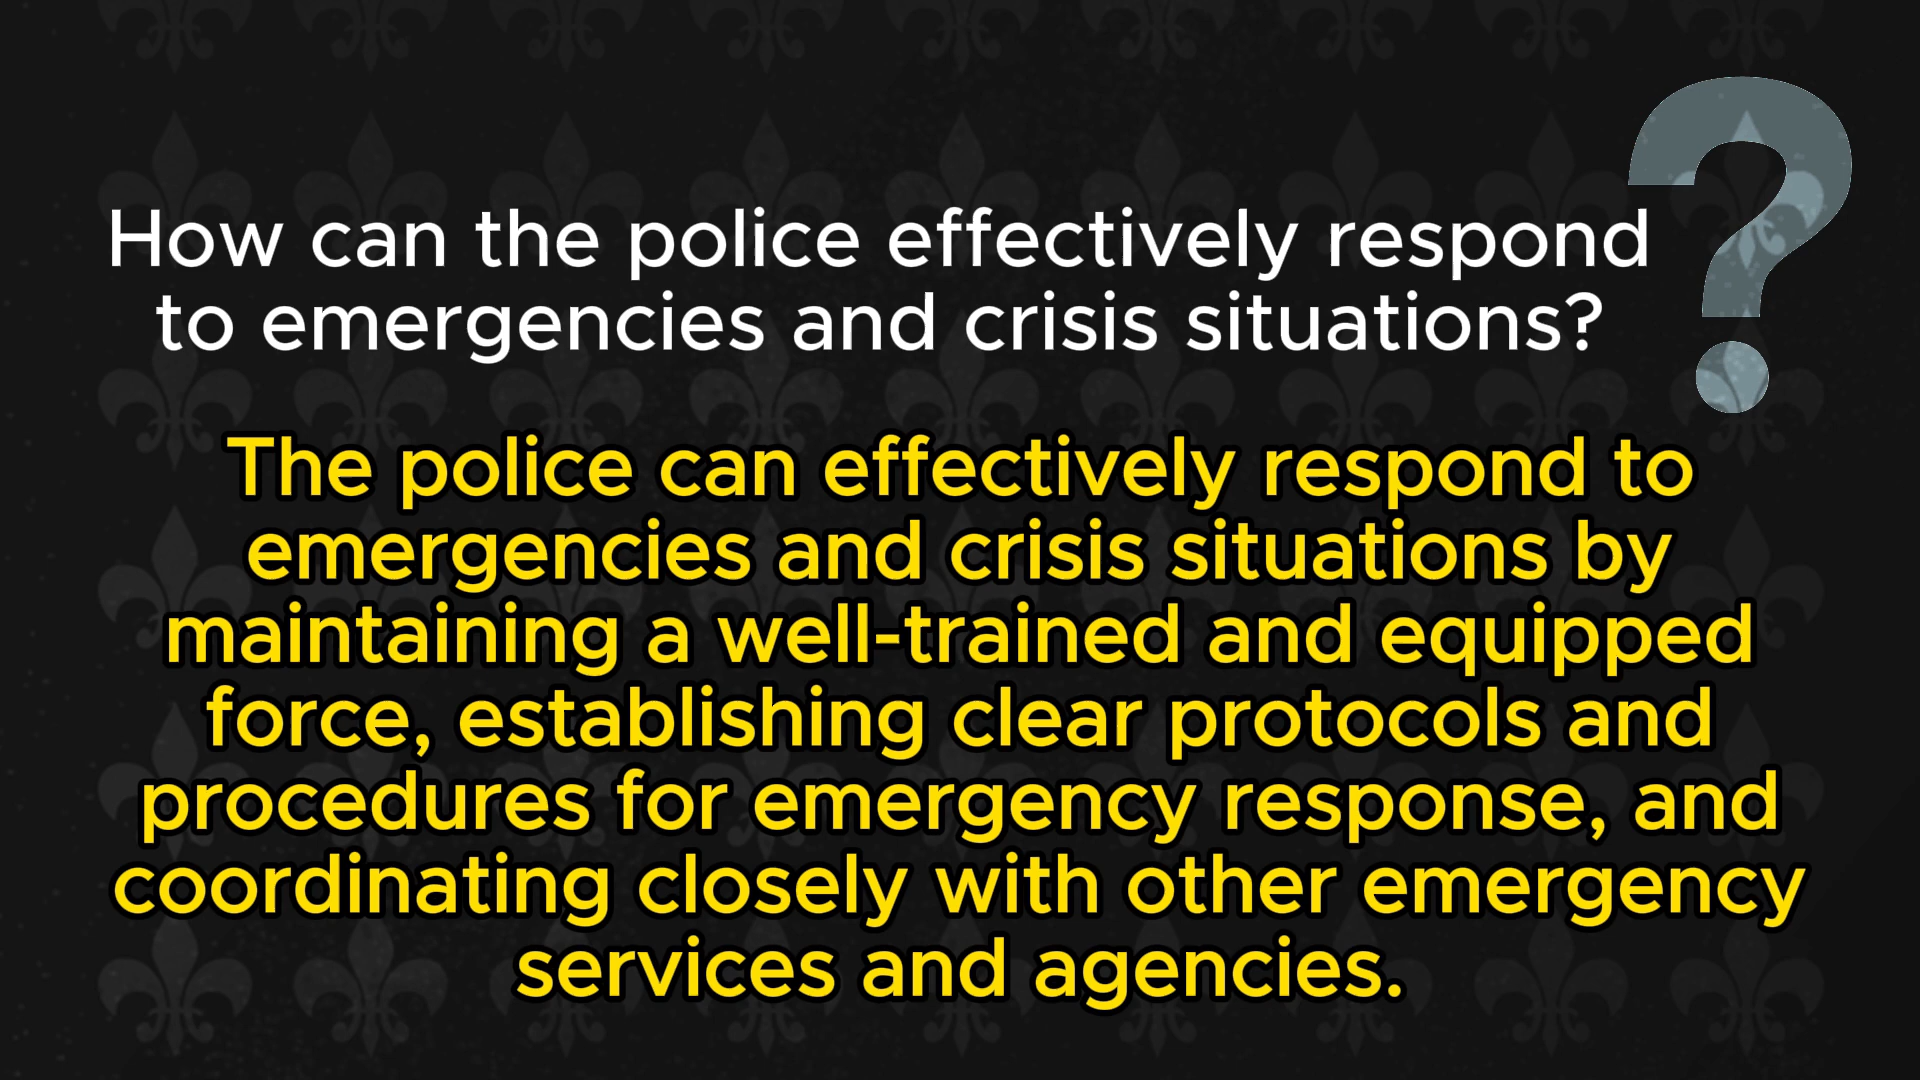 How can the police effectively respond
to emergencies and crisis situations?
?
The police can effectively respond to
emergencies and crisis situations by
maintaining a well-trained and equipped
force, establishing clear protocols and
procedures for emergency response, and
coordinating closely with other emergency
services and agencies.